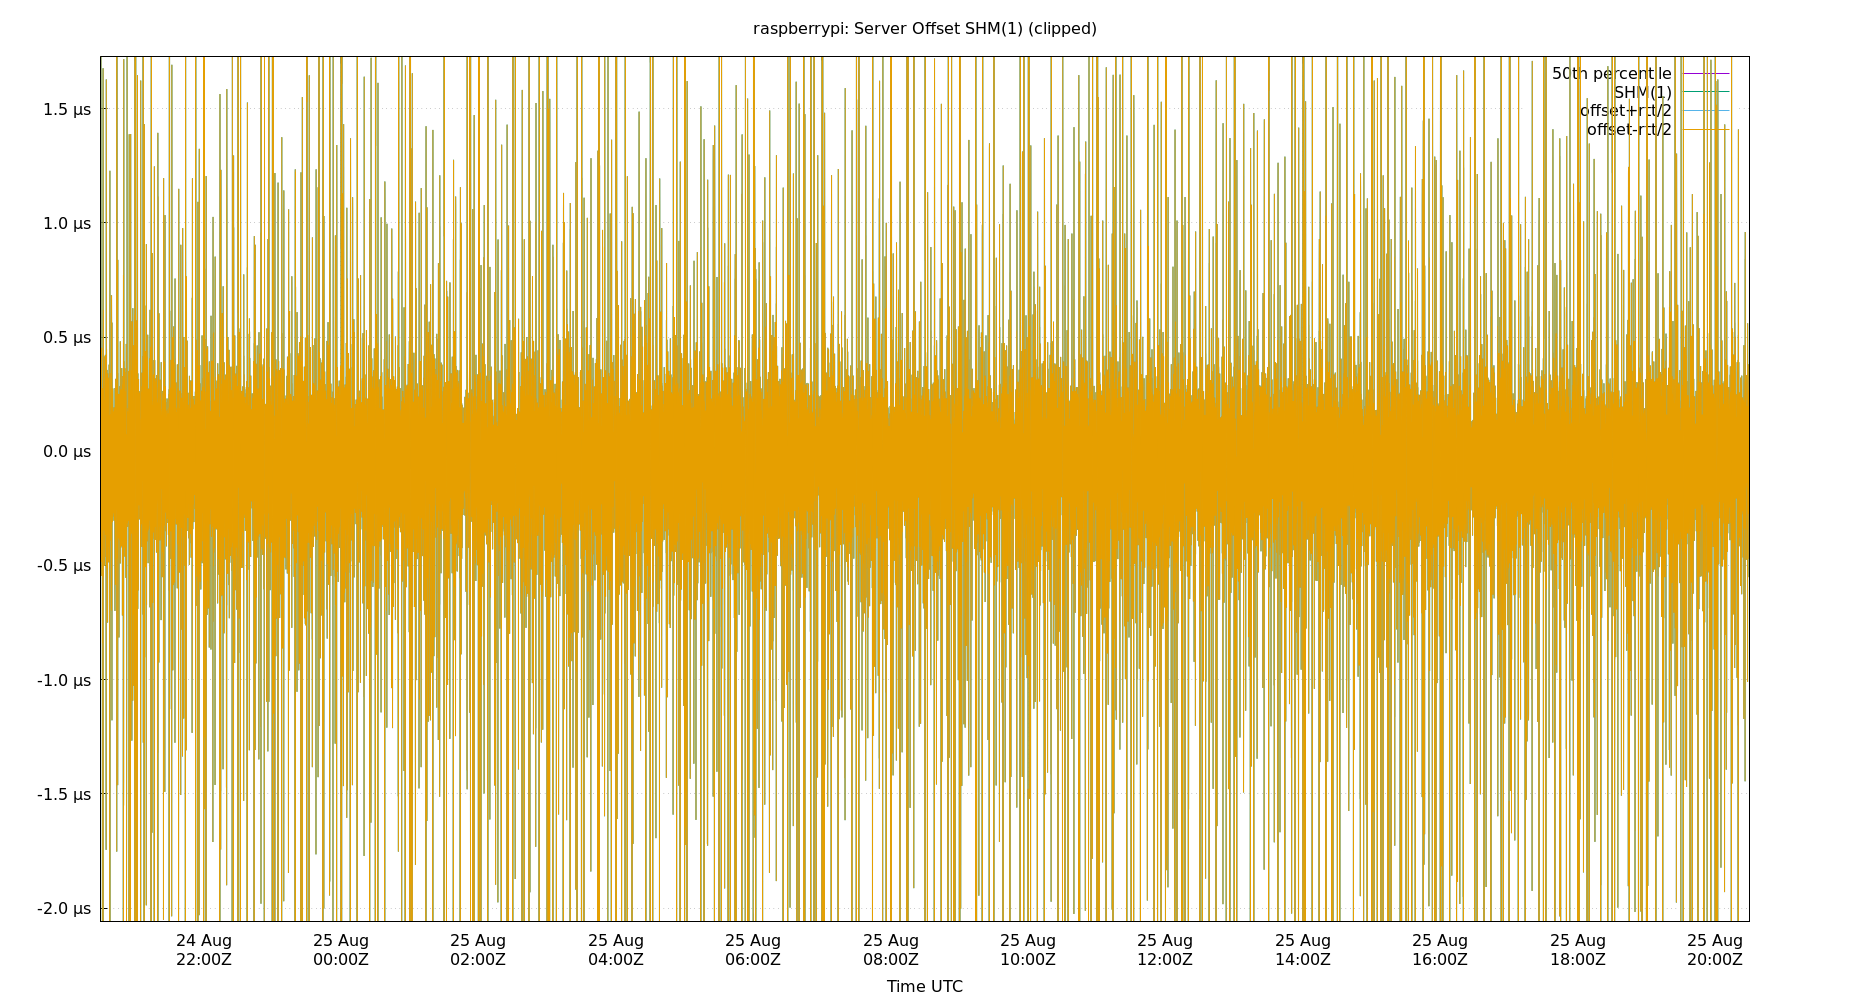 raspberrypi: Server Offset SHM(1) (clipped)
50th percentile
SHM(1)
offset+rtt/2
offset-rtt/2
1.5 µs
1.0 µs
0.5 µs
0.0 µs
-0.5 µs
-1.0 µs
-1.5 µs
-2.0 µs
24 Aug 25 Aug 25 Aug 25 Aug 25 Aug 25 Aug 25 Aug 25 Aug 25 Aug 25 Aug 25 Aug 25 Aug
22:00Z 00:00Z 02:00Z 04:00Z 06:00Z 08:00Z 10:00Z 12:00Z 14:00Z 16:00Z 18:00Z 20:00Z
Time UTC